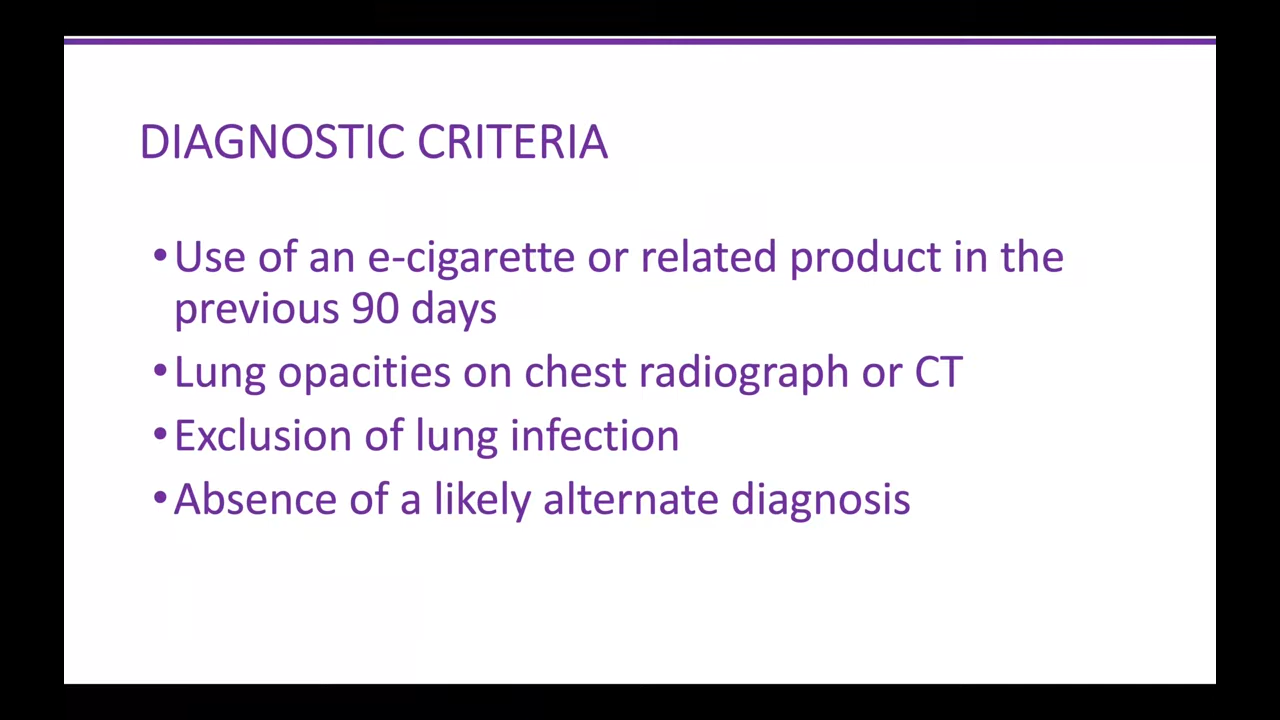 DIAGNOSTIC CRITERIA
•Use of an e-cigarette or related product in the
previous 90 days
•Lung opacities on chest radiograph or CT
•Exclusion of lung infection
•Absence of a likely alternate diagnosis